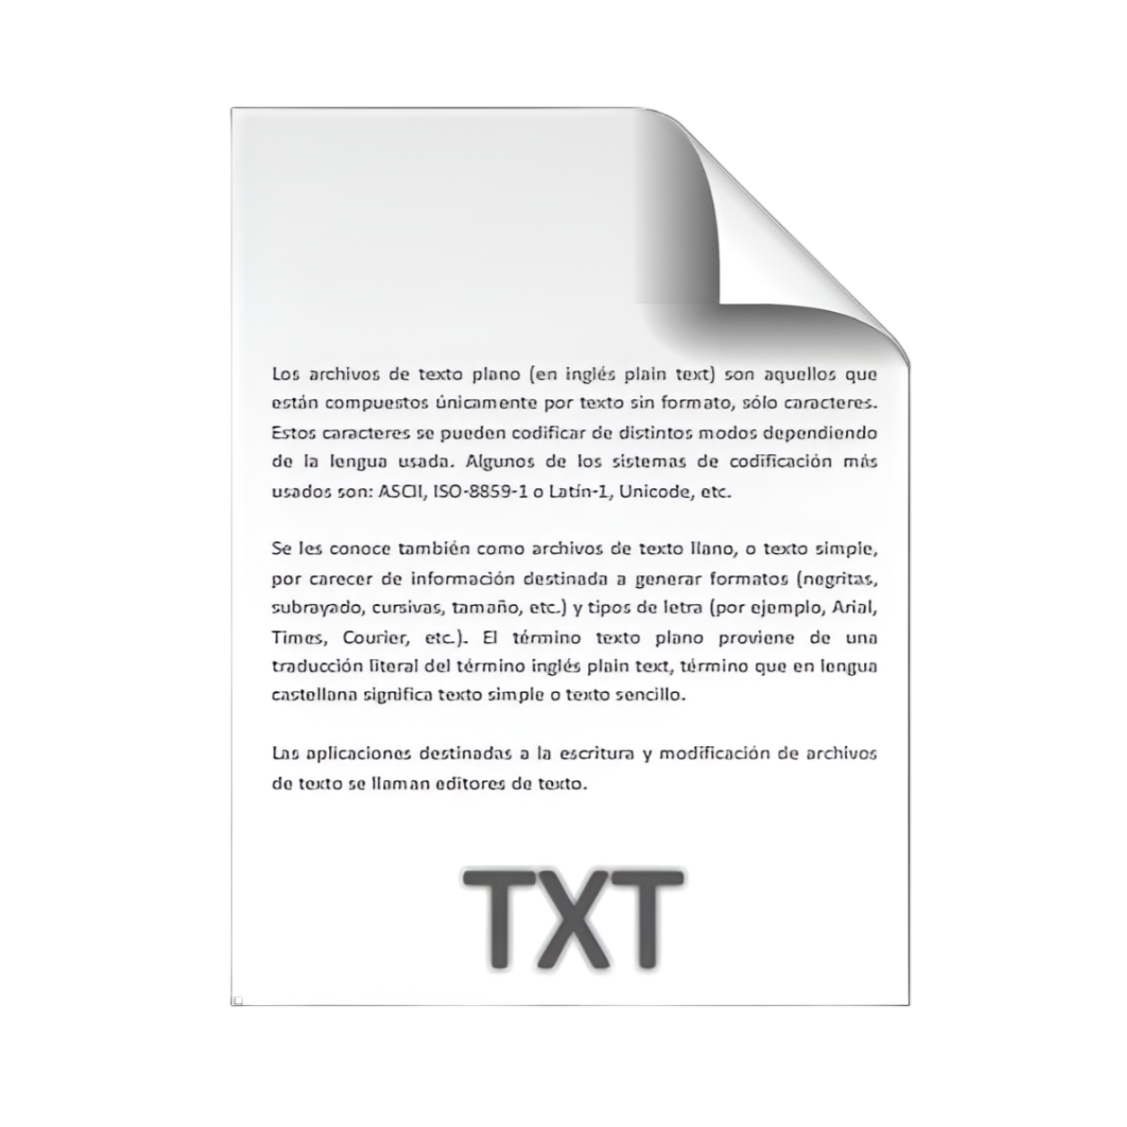 Los archivos de texto plano (en inglés plain text) son aquellos que
están compuestos únicamente por texto sin formato, sólo caracteres.
Estos caracteres se pueden codificar de distintos modos dependiendo
de la lengua usada. Algunos de los sistemas de codificación más
usados son: ASCII, ISO-8859-1 o Latín-1, Unicode, etc.
Se les conoce también como archivos de texto llano, o texto simple,
por carecer de información destinada a generar formatos (negritas,
subrayado, cursivas, tamaño, etc.) y tipos de letra (por ejemplo, Arial,
Times, Courier, etc.). El término texto plano proviene de una
traducción literal del término inglés plain text, término que en lengua
castellana significa texto simple o texto sencillo.
Las aplicaciones destinadas a la escritura y modificación de archivos
de texto se llaman editores de texto.
TXT